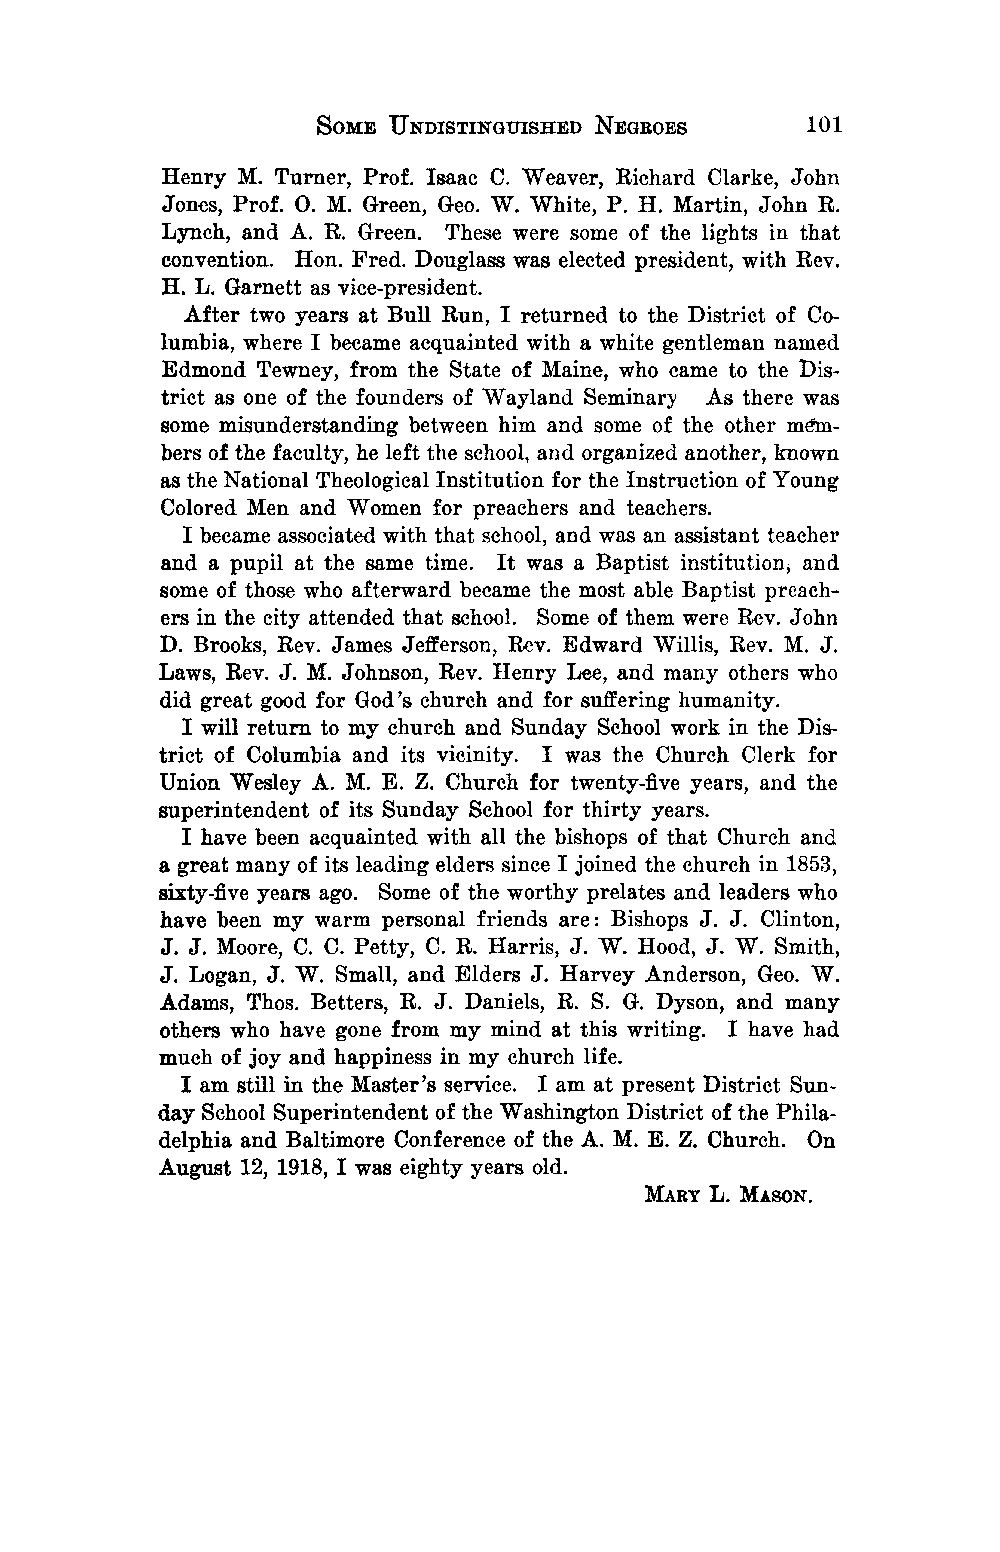 Some Undistinguished Negroes 101
Henry M. Turner, Prof. Isaac C. Weaver, Richard Clarke, John
Jones, Prof. O. M. Green, Geo. W. White, P. H. Martin, John R.
Lynch, and A. R. Green. These were some of the lights in that
convention. Hon. Fred. Douglass was elected president, with Rev.
H. L. Garnett as vice-president.
After two years at Bull Run, I returned to the District of Co-
lumbia, where I became acquainted with a white gentleman named
Edmond Tewney, from the State of Maine, who came to the Dis-
trict as one of the founders of Wayland Seminary As there was
some misunderstanding between him and some of the other mem-
bers of the faculty, he left the school, and organized another, known
as the National Theological Institution for the Instruction of Young
Colored Men and Women for preachers and teachers.
I became associated with that school, and was an assistant teacher
and a pupil at the same time. It was a Baptist institution, and
some of those who afterward became the most able Baptist preach-
ers in the city attended that school. Some of them were Rev. John
D. Brooks, Rev. James Jefferson, Rev. Edward Willis, Rev. M. J.
Laws, Rev. J. M. Johnson, Rev. Henry Lee, and many others who
did great good for God's church and for suffering humanity.
I will return to my church and Sunday School work in the Dis-
trict of Columbia and its vicinity. I was the Church Clerk for
Union Wesley A. M. E. Z. Church for twenty-five years, and the
superintendent of its Sunday School for thirty years.
I have been acquainted with all the bishops of that Church and
a great many of its leading elders since I joined the church in 1853,
sixty-five years ago. Some of the worthy prelates and leaders who
have been my warm personal friends are: Bishops J. J. Clinton,
J. J. Moore, C. C. Petty, C. R. Harris, J. W. Hood, J. W. Smith,
J. Logan, J. W. Small, and Elders J. Harvey Anderson, Geo. W.
Adams, Thos. Betters, R. J. Daniels, R. S. G. Dyson, and many
others who have gone from my mind at this writing. I have had
much of joy and happiness in my church life.
I am still in the Master's service. I am at present District Sun-
day School Superintendent of the Washington District of the Phila-
delphia and Baltimore Conference of the A. M. E. Z. Church. On
August 12, 1918, I was eighty years old.
Mary L. Mason.